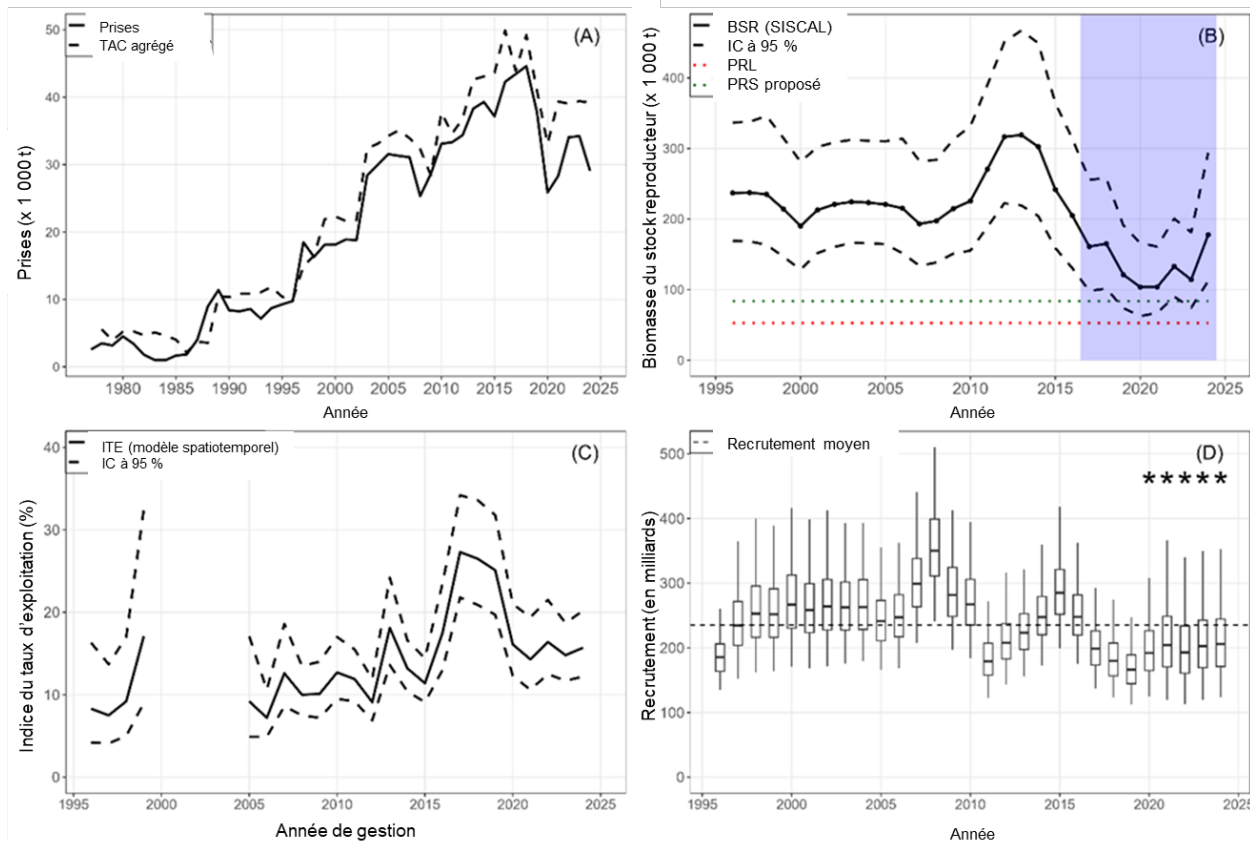 Prises
TAC agrégé
(A)
50
40
30
20
10
0
Prises (x 1 000 t)
1980 1985 1990 1995 2000 2005 2010 2015 2020 2025
Année
BSR (SISCAL)
IC à 95 %
PRL
PRS proposé
(B)
400
300
200
100
0
Biomasse du stock reproducteur (x 1 000 t)
1995 2000 2005 2010 2015 2020 2025
Année
ITE (modèle spatiotemporel)
IC à 95 %
(C)
40
30
20
10
0
Indice du taux d'exploitation (%)
1995 2000 2005 2010 2015 2020 2025
Année de gestion
Recrutement moyen
(D)
*****
500
400
300
200
100
0
Recrutement (en milliards)
1995 2000 2005 2010 2015 2020 2025
Année